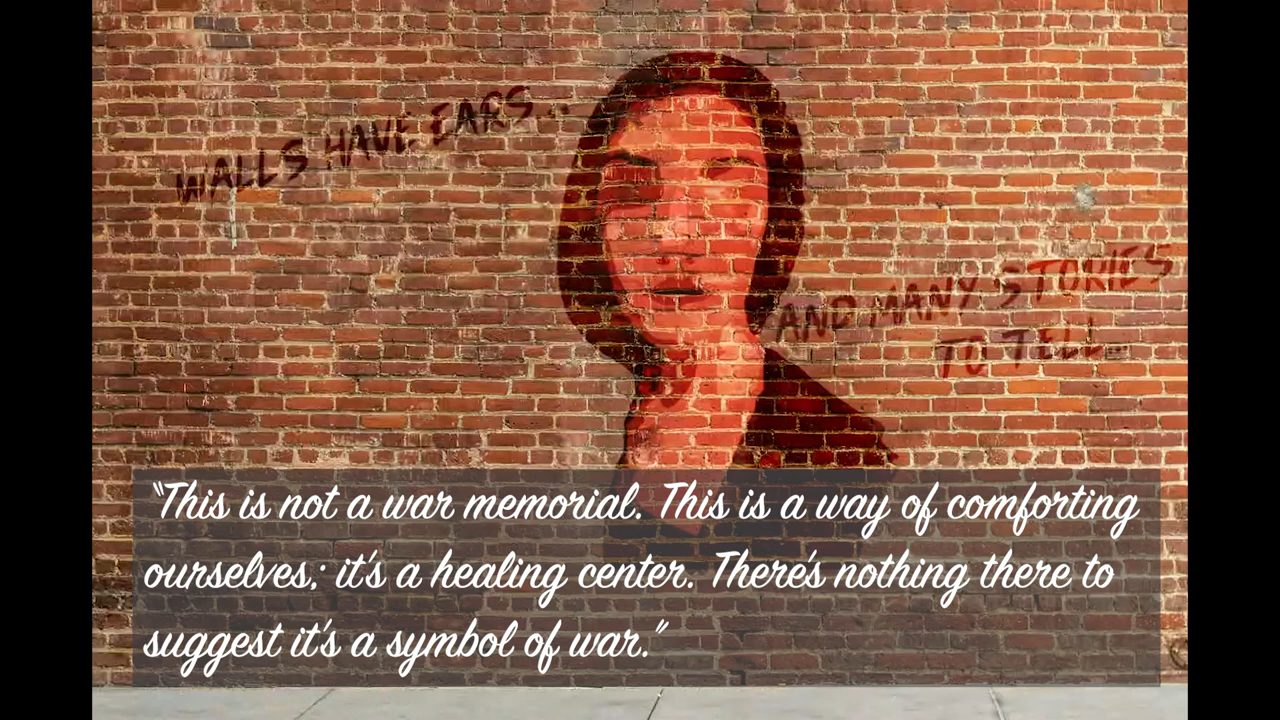 WALLS HAVE EARS...
AND MANY STORIES
TO TELL...
"This is not a war memorial. This is a way of comforting
ourselves; it's a healing center. There's nothing there to
suggest it's a symbol of war."